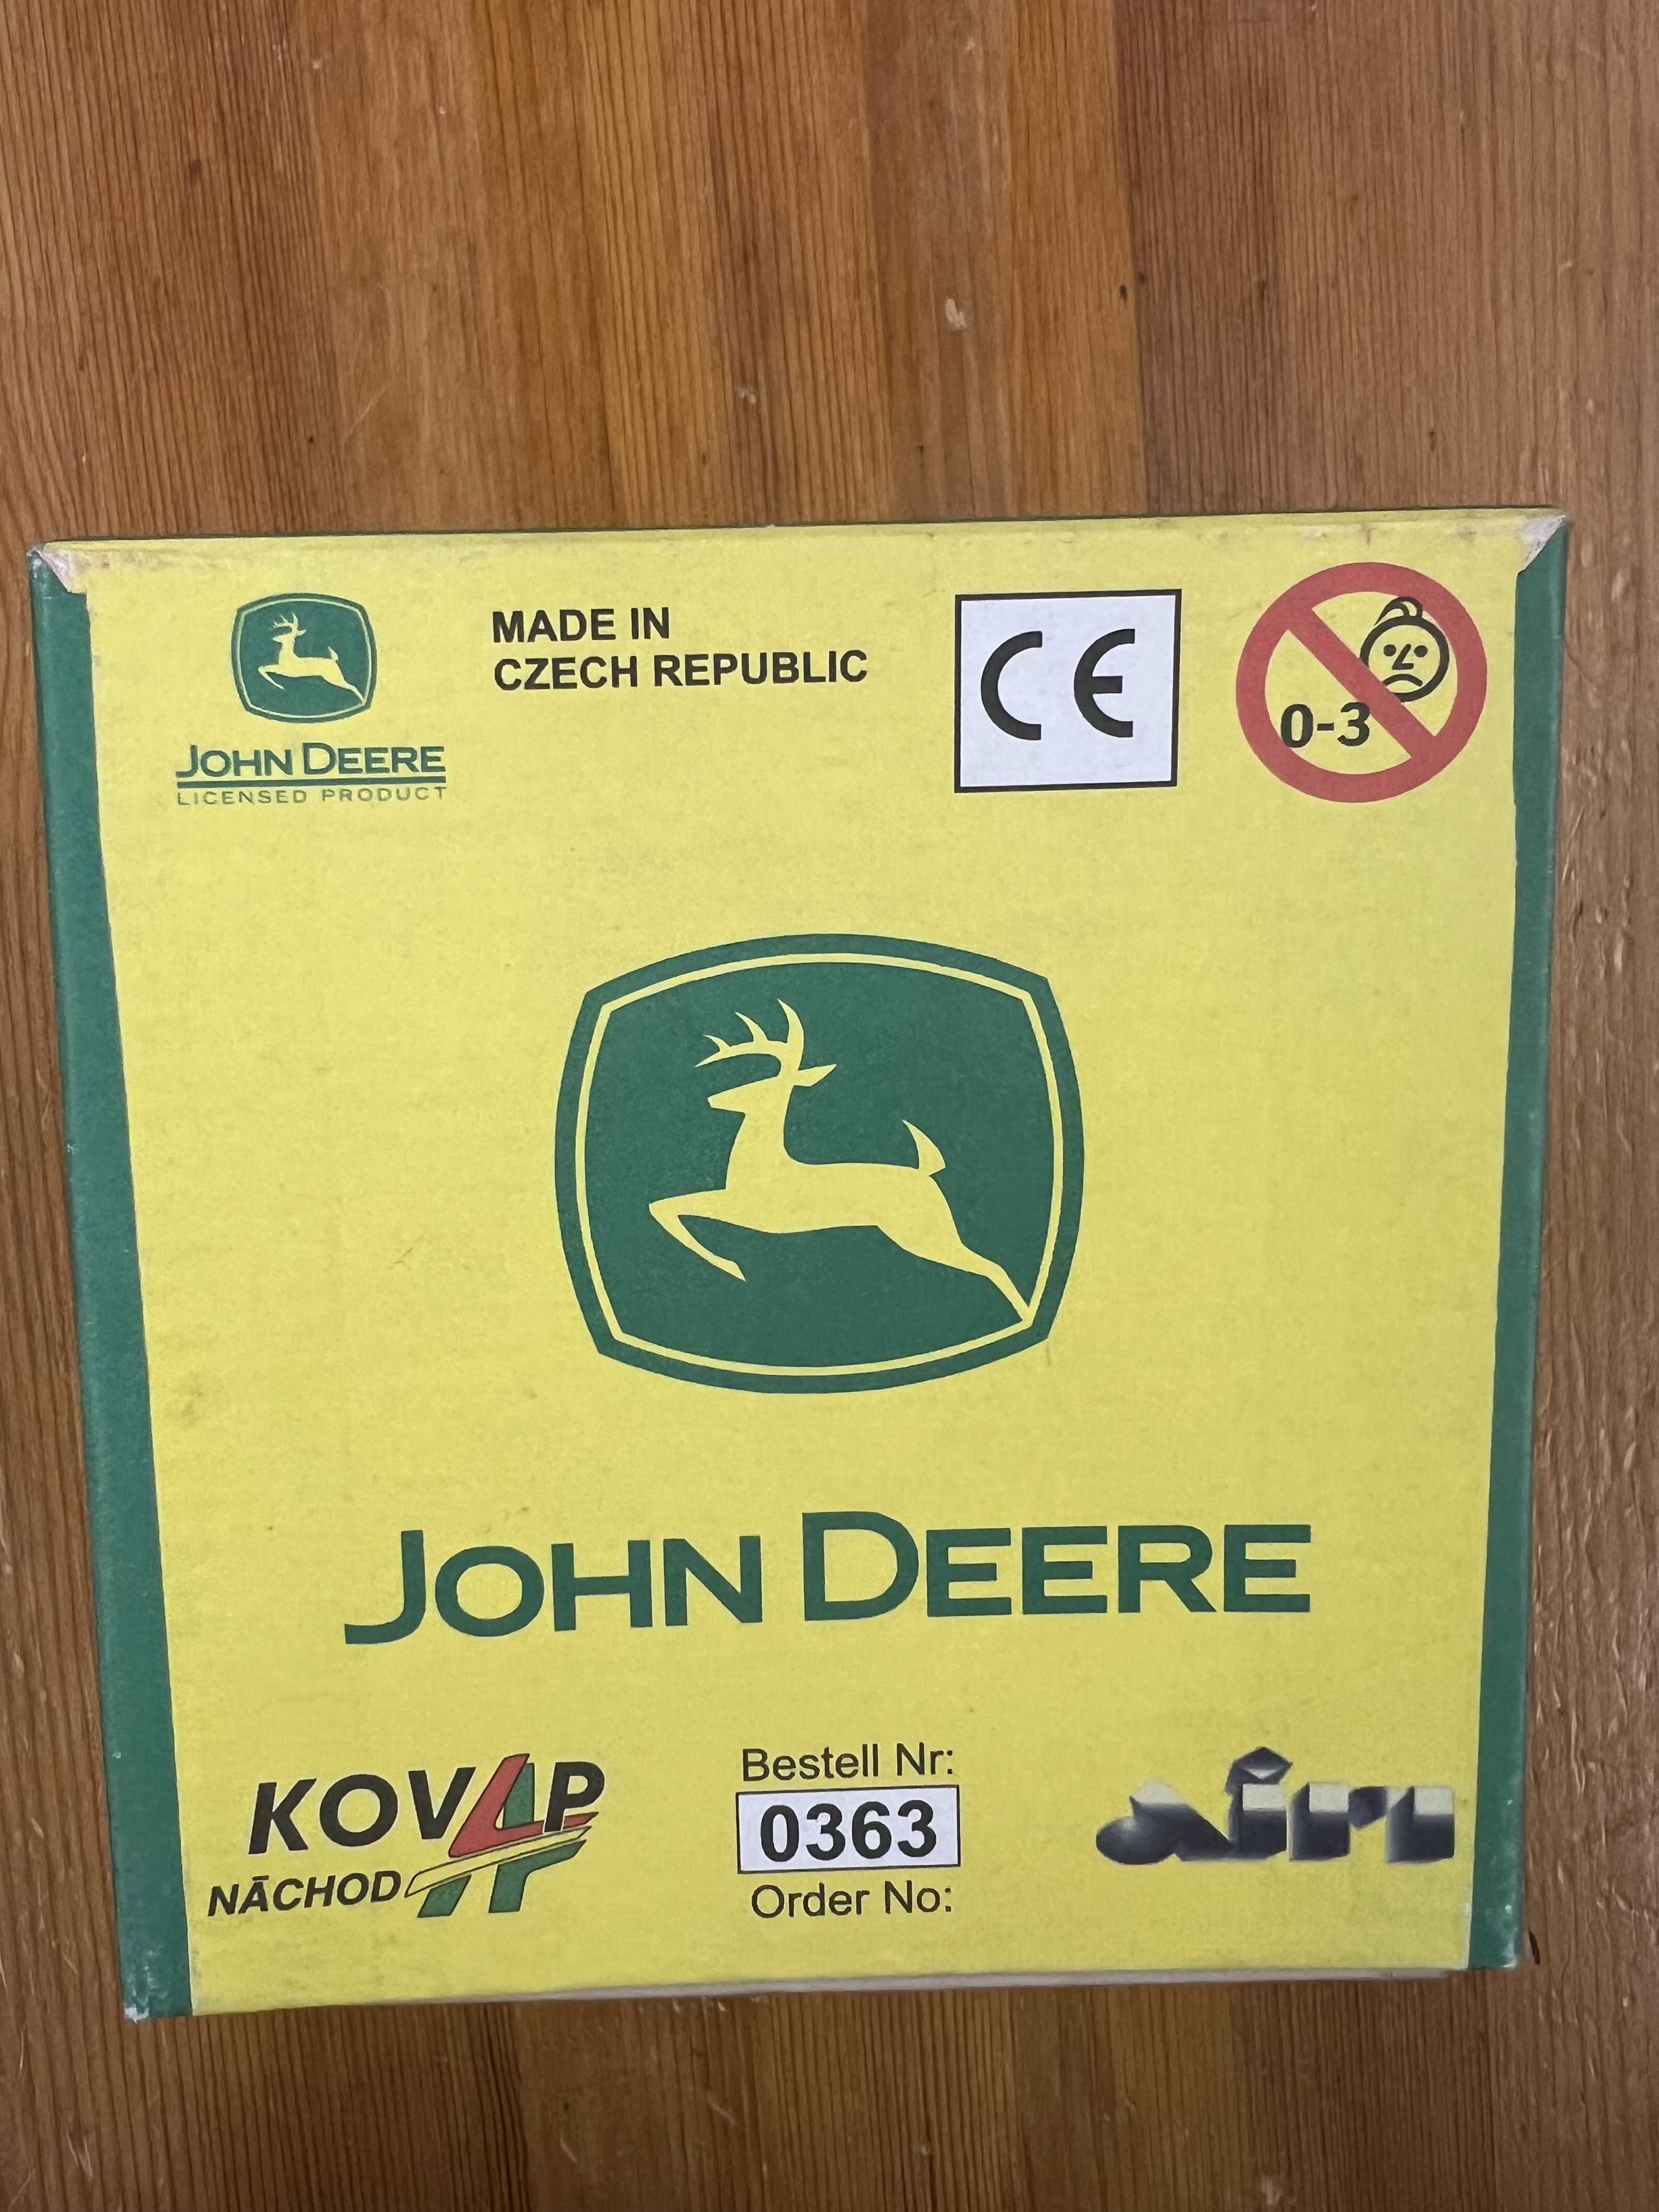 MADE IN
CZECH REPUBLIC
CE
0-3
JOHN DEERE
LICENSED PRODUCT
JOHN DEERE
KOVAP
NÁCHOD
Bestell Nr:
0363
Order No: